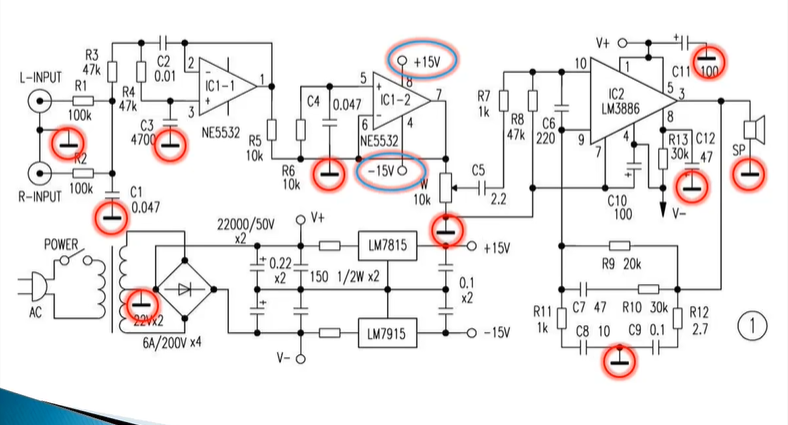 L-INPUT
R1
100k
R3
47k
R4
47k
C2
0.01
2
3
1
IC1-1
NE5532
C3
4700
R2
100k
R-INPUT
C1
0.047
R5
10k
R6
10k
C4
0.047
5
6
7
8
4
+15V
IC1-2
NE5532
-15V
W
10k
C5
2.2
R7
1k
R8
47k
C6
220
10
9
7
1
5
3
4
8
IC2
LM3886
V+
+
C11
100
R13
30k
C12
47
+
+
SP
C10
100
V-
POWER
AC
22Vx2
6A/200V x4
22000/50V
x2
V+
+
0.22
x2
+
150 1/2W x2
LM7815
LM7915
+15V
0.1
x2
-15V
V-
R9 20k
C7 47
R10 30k
R11
1k
C8 10
C9 0.1
R12
2.7
1